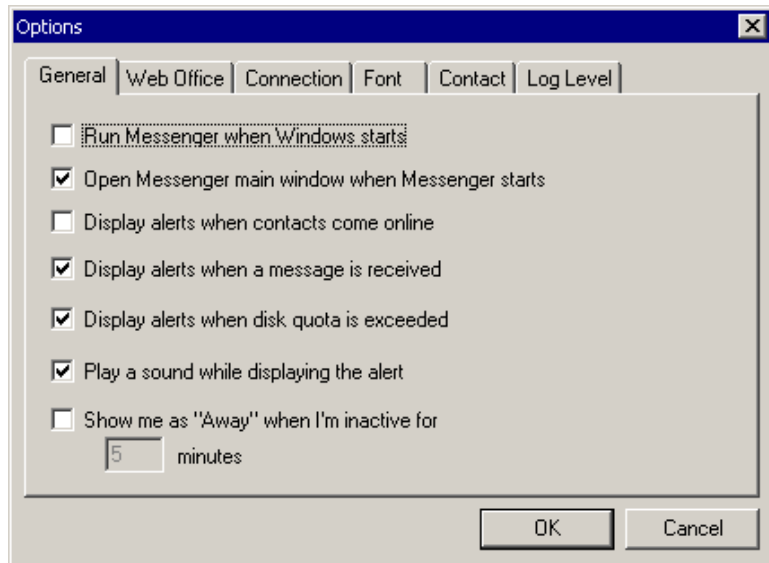 Options
General Web Office Connection Font Contact Log Level
Run Messenger when Windows starts
Open Messenger main window when Messenger starts
Display alerts when contacts come online
Display alerts when a message is received
Display alerts when disk quota is exceeded
Play a sound while displaying the alert
Show me as "Away" when I'm inactive for
5 minutes
OK Cancel